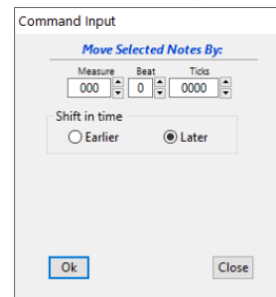 Command Input
Move Selected Notes By:
Measure Beat Ticks
000 0 0000
Shift in time
Earlier Later
Ok Close